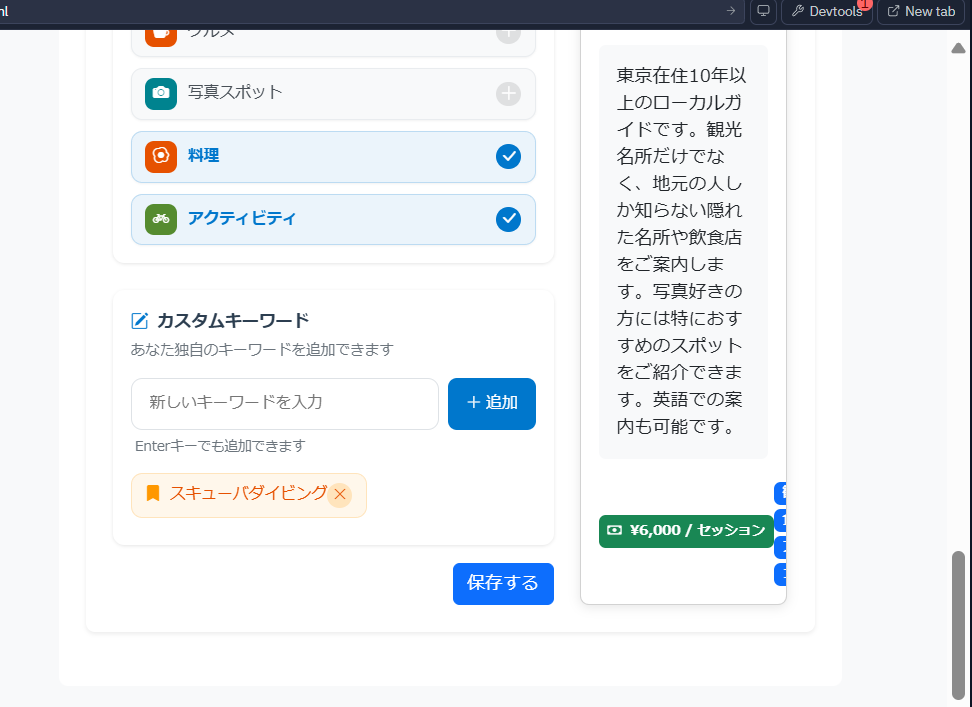 Devtools
1
New tab
グルメ
写真スポット
料理
アクティビティ
カスタムキーワード
あなた独自のキーワードを追加できます
新しいキーワードを入力
+ 追加
Enterキーでも追加できます
スキューバダイビング
保存する
東京在住10年以
上のローカルガ
イドです。観光
名所だけでな
く、地元の人し
か知らない隠れ
た名所や飲食店
をご案内しま
す。写真好きの
方には特におす
すめのスポット
をご紹介できま
す。英語での案
内も可能です。
¥6,000 / セッション